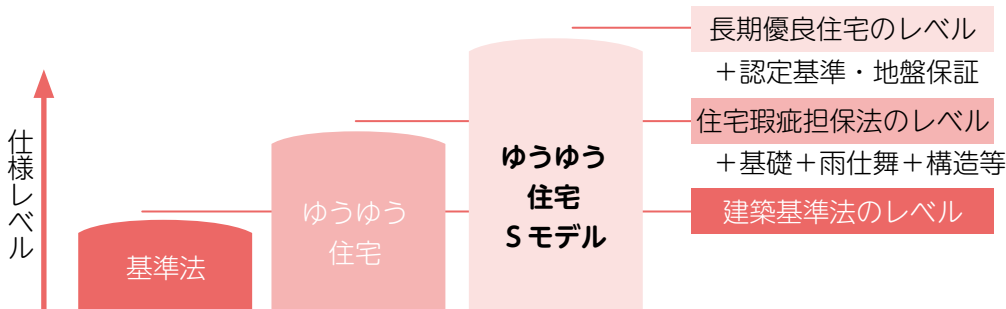 仕様レベル
基準法
ゆうゆう
住宅
ゆうゆう
住宅
Sモデル
長期優良住宅のレベル
＋認定基準・地盤保証
住宅瑕疵担保法のレベル
＋基礎＋雨仕舞＋構造等
建築基準法のレベル